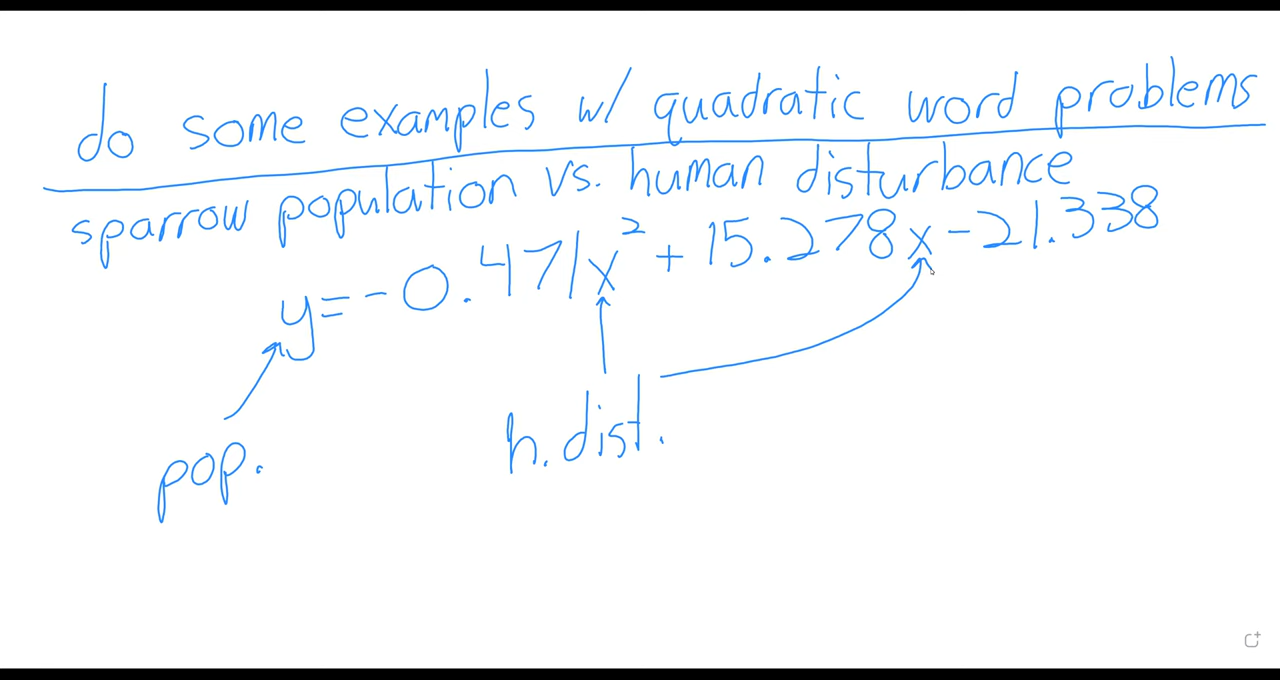 do some examples w/ quadratic word problems
sparrow population vs. human disturbance
y=-0.471x²+15.278x-21.338
pop.
h.dist.